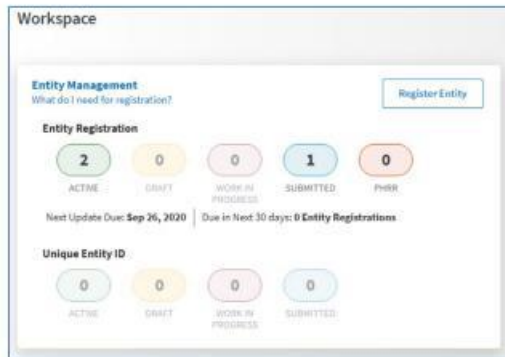 Workspace
Entity Management
What do I need for registration?
Register Entity
Entity Registration
2 0 0 1 0
ACTIVE DRAFT WORK IN PROGRESS SUBMITTED PHRR
Next Update Due: Sep 26, 2020 Due in Next 30 days: 0 Entity Registrations
Unique Entity ID
0 0 0 0
ACTIVE DRAFT WORK IN PROGRESS SUBMITTED